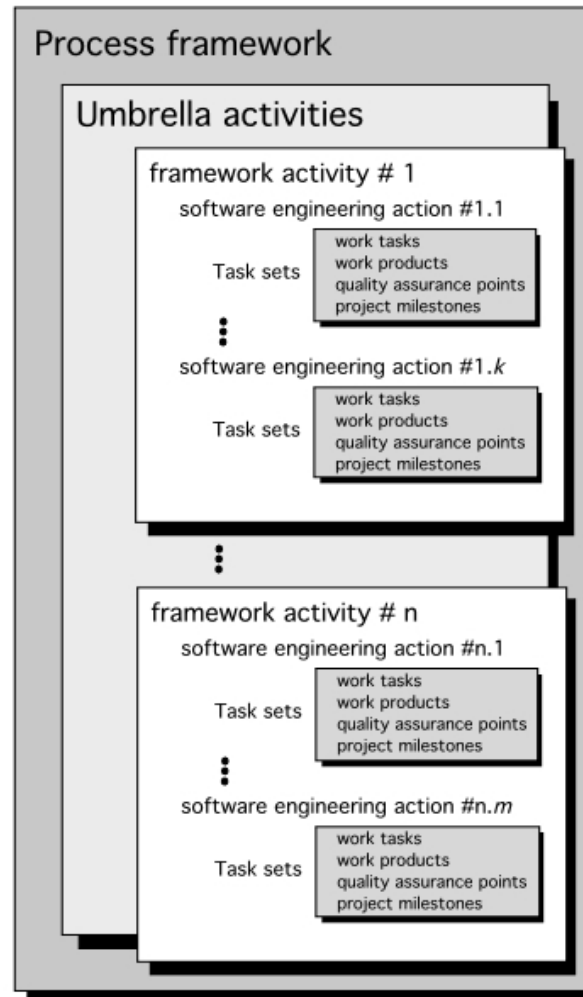 Process framework
Umbrella activities
framework activity # 1
software engineering action #1.1
Task sets
work tasks
work products
quality assurance points
project milestones
software engineering action #1.k
Task sets
work tasks
work products
quality assurance points
project milestones
framework activity # n
software engineering action #n.1
Task sets
work tasks
work products
quality assurance points
project milestones
software engineering action #n.m
Task sets
work tasks
work products
quality assurance points
project milestones